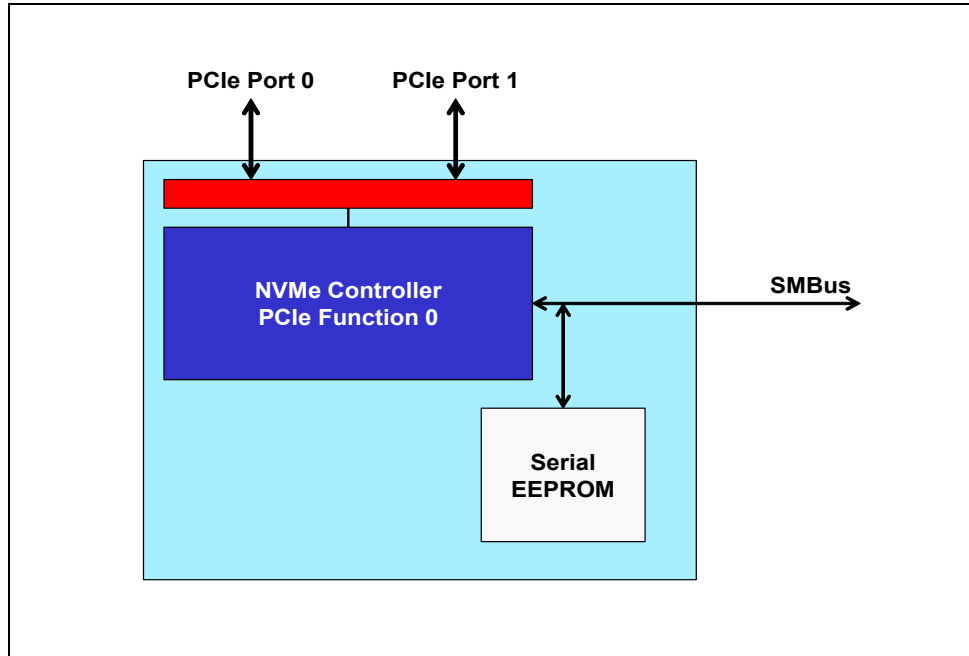 PCIe Port 0
PCIe Port 1
NVMe Controller
PCIe Function 0
SMBus
Serial
EEPROM